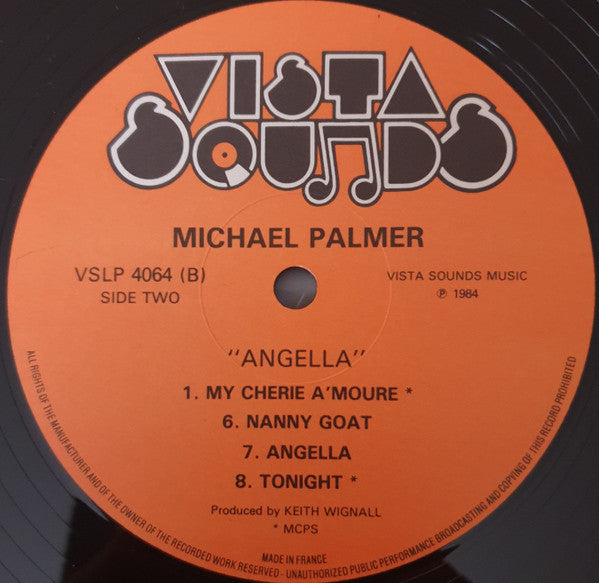 VISTA
SOUNDS
MICHAEL PALMER
VSLP 4064 (B)
SIDE TWO
VISTA SOUNDS MUSIC
℗ 1984
"ANGELLA"
1. MY CHERIE A'MOURE *
6. NANNY GOAT
7. ANGELLA
8. TONIGHT *
Produced by KEITH WIGNALL
* MCPS
MADE IN FRANCE
ALL RIGHTS OF THE MANUFACTURER AND OF THE OWNER OF THE RECORDED WORK RESERVED - UNAUTHORIZED PUBLIC PERFORMANCE BROADCASTING AND COPYING OF THIS RECORD PROHIBITED